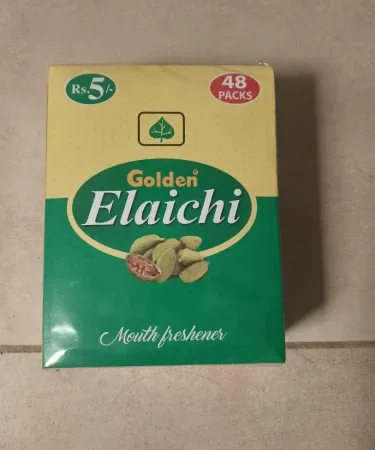 Rs.5/-
48
PACKS
Golden
Elaichi
Mouth freshener